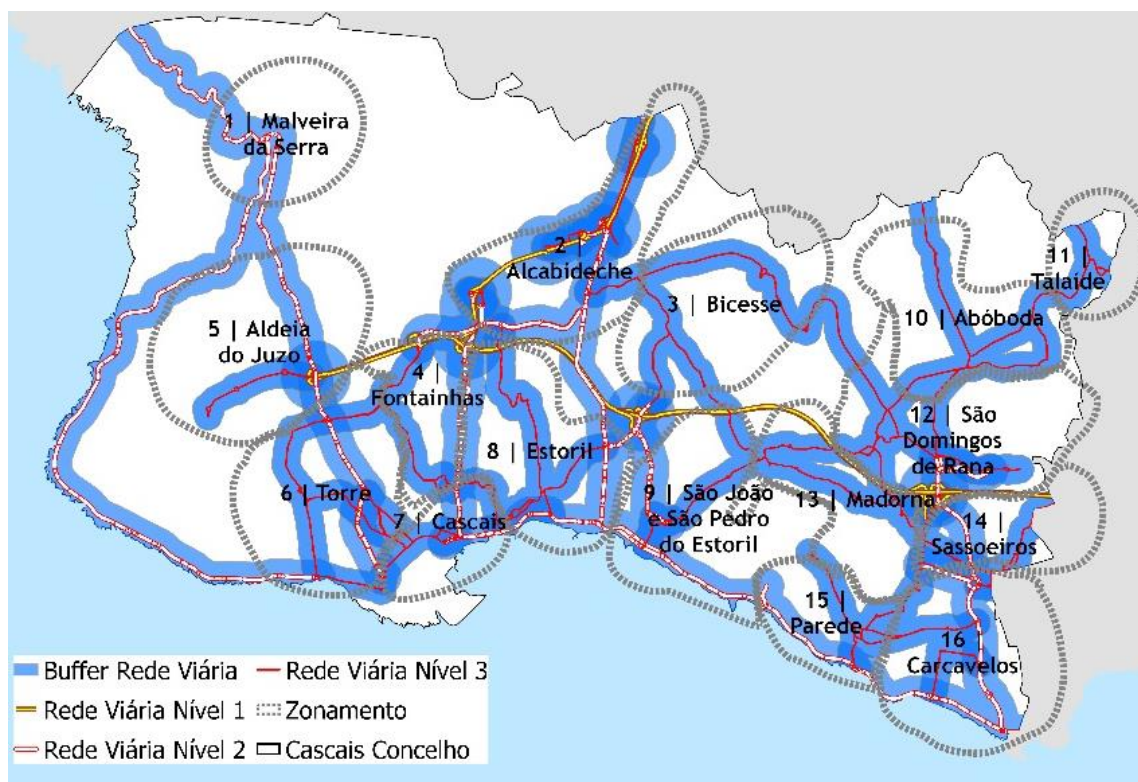 1 | Malveira
da Serra
2 |
Alcabideche
3 | Bicesse
11 |
Talaíde
10 | Abóboda
5 | Aldeia
do Juzo
4 |
Fontainhas
12 | São
Domingos
de Rana
8 | Estoril
6 | Torre
7 | Cascais
9 | São João
e São Pedro
do Estoril
13 | Madorna
14 |
Sassoeiros
15 |
Parede
16 |
Carcavelos
Buffer Rede Viária
Rede Viária Nível 3
Rede Viária Nível 1
Zonamento
Rede Viária Nível 2
Cascais Concelho